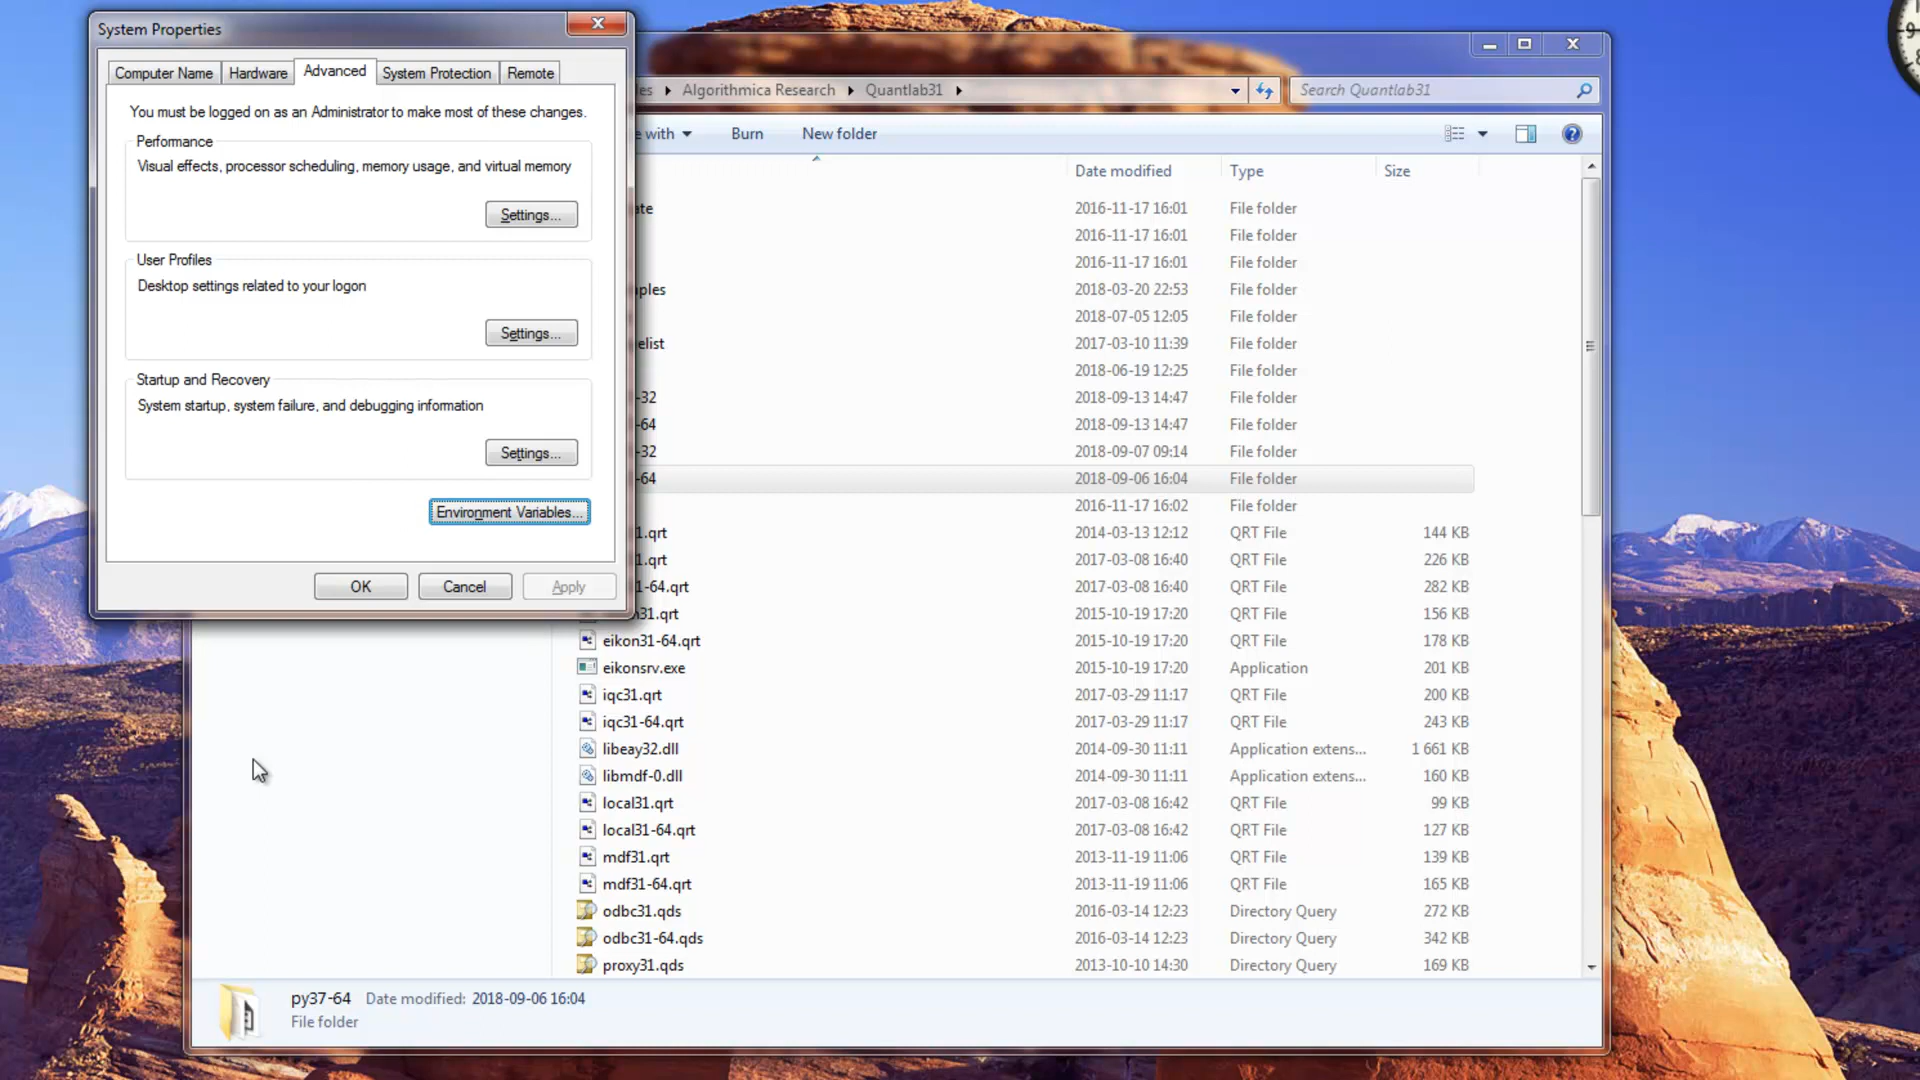 System Properties
Computer Name Hardware Advanced System Protection Remote
You must be logged on as an Administrator to make most of these changes.
Performance
Visual effects, processor scheduling, memory usage, and virtual memory
Settings...
User Profiles
Desktop settings related to your logon
Settings...
Startup and Recovery
System startup, system failure, and debugging information
Settings...
Environment Variables...
OK Cancel Apply
Algorithmica Research Quantlab31 Search Quantlab31
with Burn New folder
Date modified Type Size
2016-11-17 16:01 File folder
2016-11-17 16:01 File folder
2016-11-17 16:01 File folder
2018-03-20 22:53 File folder
2018-07-05 12:05 File folder
2017-03-10 11:39 File folder
2018-06-19 12:25 File folder
-32 2018-09-13 14:47 File folder
-64 2018-09-13 14:47 File folder
-32 2018-09-07 09:14 File folder
-64 2018-09-06 16:04 File folder
2016-11-17 16:02 File folder
1.qrt 2014-03-13 12:12 QRT File 144 KB
1.qrt 2017-03-08 16:40 QRT File 226 KB
1-64.qrt 2017-03-08 16:40 QRT File 282 KB
31.qrt 2015-10-19 17:20 QRT File 156 KB
eikon31-64.qrt 2015-10-19 17:20 QRT File 178 KB
eikonsrv.exe 2015-10-19 17:20 Application 201 KB
iqc31.qrt 2017-03-29 11:17 QRT File 200 KB
iqc31-64.qrt 2017-03-29 11:17 QRT File 243 KB
libeay32.dll 2014-09-30 11:11 Application extens... 1 661 KB
libmdf-0.dll 2014-09-30 11:11 Application extens... 160 KB
local31.qrt 2017-03-08 16:42 QRT File 99 KB
local31-64.qrt 2017-03-08 16:42 QRT File 127 KB
mdf31.qrt 2013-11-19 11:06 QRT File 139 KB
mdf31-64.qrt 2013-11-19 11:06 QRT File 165 KB
odbc31.qds 2016-03-14 12:23 Directory Query 272 KB
odbc31-64.qds 2016-03-14 12:23 Directory Query 342 KB
proxy31.qds 2013-10-10 14:30 Directory Query 169 KB
py37-64 Date modified: 2018-09-06 16:04
File folder